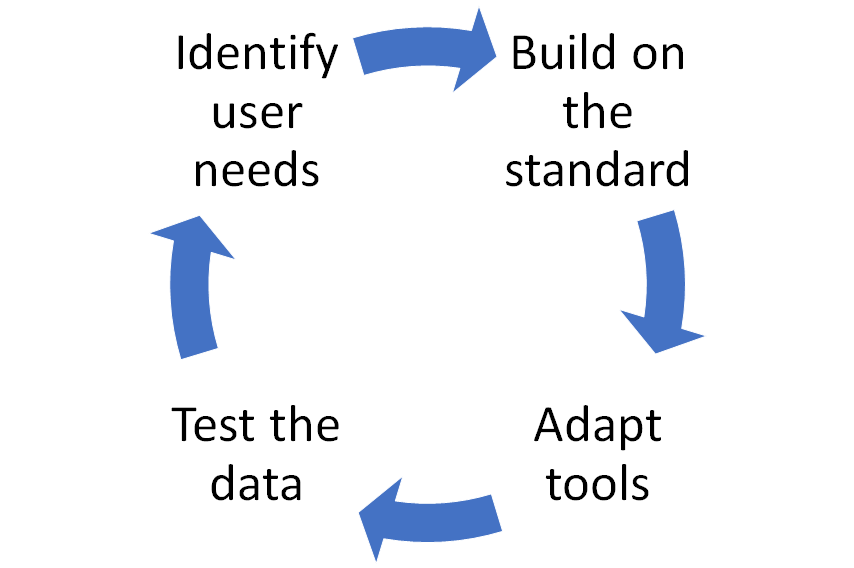 Identify
user
needs
Build on
the
standard
Adapt
tools
Test the
data